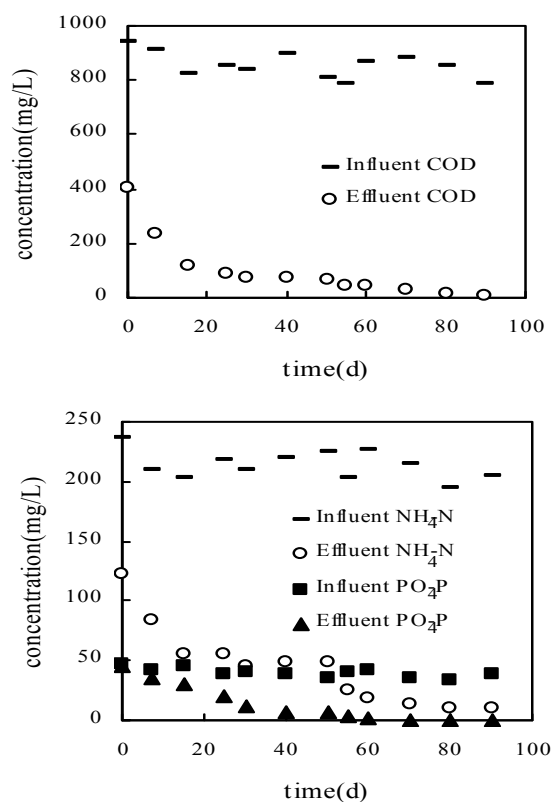 1000
800
600
400
200
0
concentration(mg/L)
Influent COD
Effluent COD
0 20 40 60 80 100
time(d)
250
200
150
100
50
0
concentration(mg/L)
Influent NH4-N
Effluent NH4-N
Influent PO4P
Effluent PO4P
0 20 40 60 80 100
time(d)